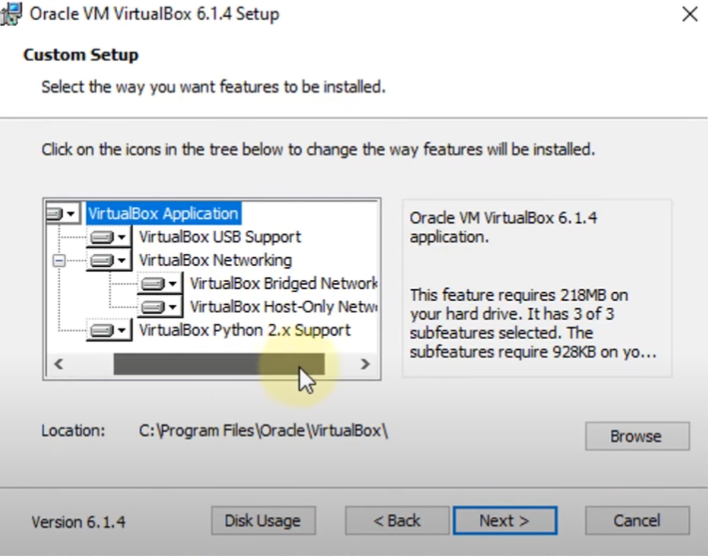 Oracle VM VirtualBox 6.1.4 Setup
Custom Setup
Select the way you want features to be installed.
Click on the icons in the tree below to change the way features will be installed.
VirtualBox Application
VirtualBox USB Support
VirtualBox Networking
VirtualBox Bridged Network
VirtualBox Host-Only Netw
VirtualBox Python 2.x Support
Oracle VM VirtualBox 6.1.4
application.
This feature requires 218MB on
your hard drive. It has 3 of 3
subfeatures selected. The
subfeatures require 928KB on yo...
Location: C:\Program Files\Oracle\VirtualBox\
Browse
Version 6.1.4
Disk Usage
< Back
Next >
Cancel